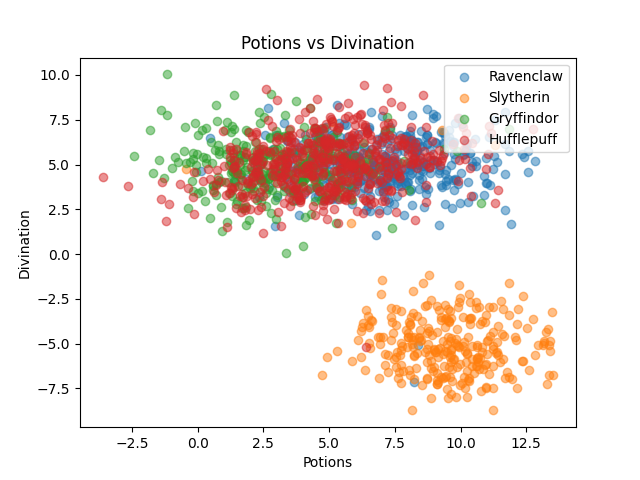 Potions vs Divination
Ravenclaw
Slytherin
Gryffindor
Hufflepuff
10.0
7.5
5.0
2.5
0.0
−2.5
−5.0
−7.5
Divination
−2.5 0.0 2.5 5.0 7.5 10.0 12.5
Potions